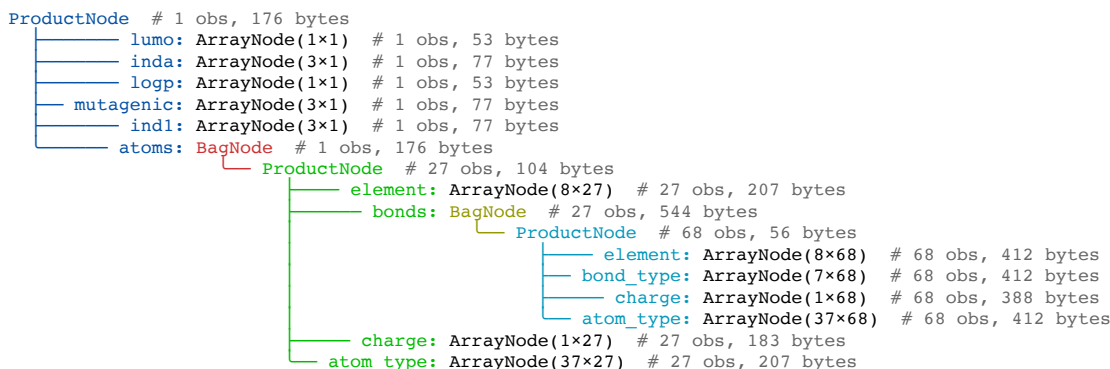 ProductNode # 1 obs, 176 bytes
lumo: ArrayNode(1×1) # 1 obs, 53 bytes
inda: ArrayNode(3×1) # 1 obs, 77 bytes
logp: ArrayNode(1×1) # 1 obs, 53 bytes
mutagenic: ArrayNode(3×1) # 1 obs, 77 bytes
ind1: ArrayNode(3×1) # 1 obs, 77 bytes
atoms: BagNode # 1 obs, 176 bytes
ProductNode # 27 obs, 104 bytes
element: ArrayNode(8×27) # 27 obs, 207 bytes
bonds: BagNode # 27 obs, 544 bytes
ProductNode # 68 obs, 56 bytes
element: ArrayNode(8×68) # 68 obs, 412 bytes
bond_type: ArrayNode(7×68) # 68 obs, 412 bytes
charge: ArrayNode(1×68) # 68 obs, 388 bytes
atom_type: ArrayNode(37×68) # 68 obs, 412 bytes
charge: ArrayNode(1×27) # 27 obs, 183 bytes
atom_type: ArrayNode(37×27) # 27 obs, 207 bytes